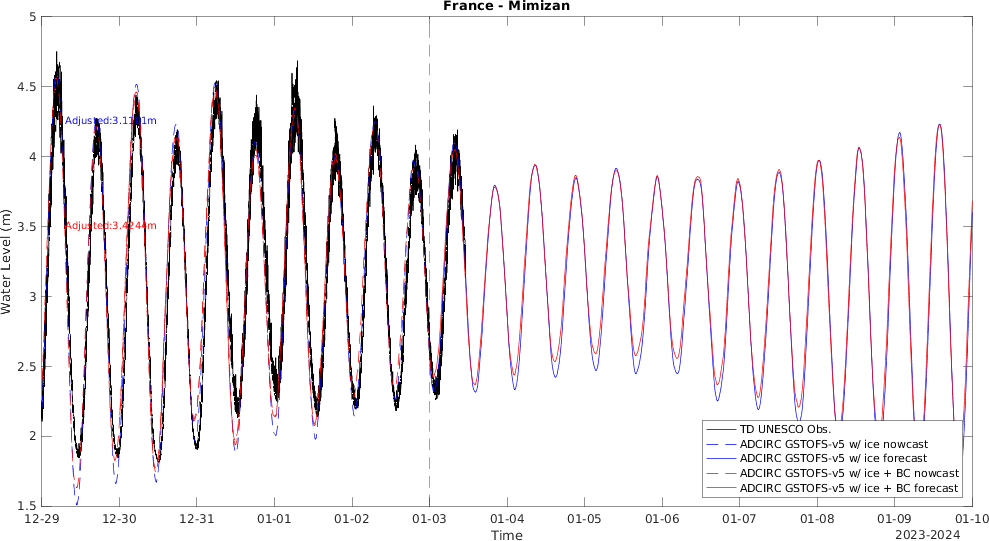 France - Mimizan
Water Level (m)
5
4.5
4
3.5
3
2.5
2
1.5
Adjusted:3.4244m
TD UNESCO Obs.
ADCIRC GSTOFS-v5 w/ ice nowcast
ADCIRC GSTOFS-v5 w/ ice forecast
ADCIRC GSTOFS-v5 w/ ice + BC nowcast
ADCIRC GSTOFS-v5 w/ ice + BC forecast
12-29 12-30 12-31 01-01 01-02 01-03 01-04 01-05 01-06 01-07 01-08 01-09 01-10
Time
2023-2024